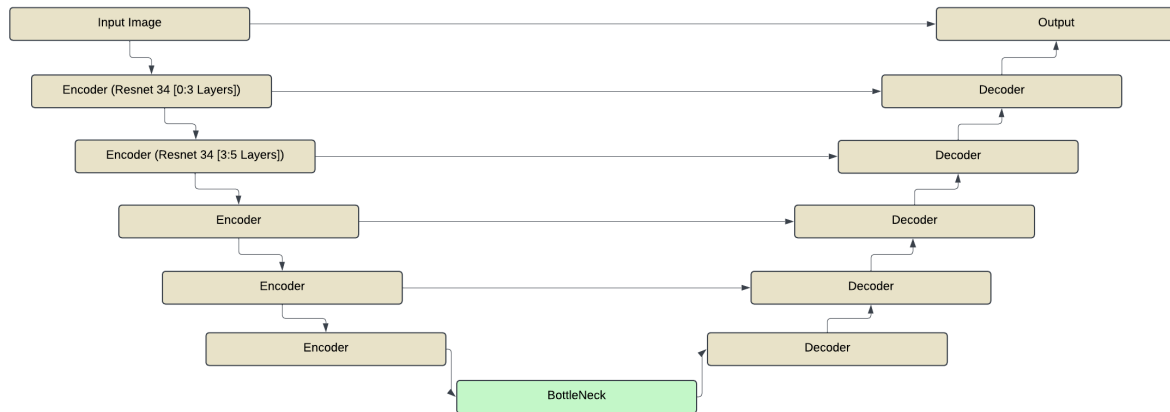 Input Image
Output
Encoder (Resnet 34 [0:3 Layers])
Decoder
Encoder (Resnet 34 [3:5 Layers])
Decoder
Encoder
Decoder
Encoder
Decoder
Encoder
Decoder
BottleNeck